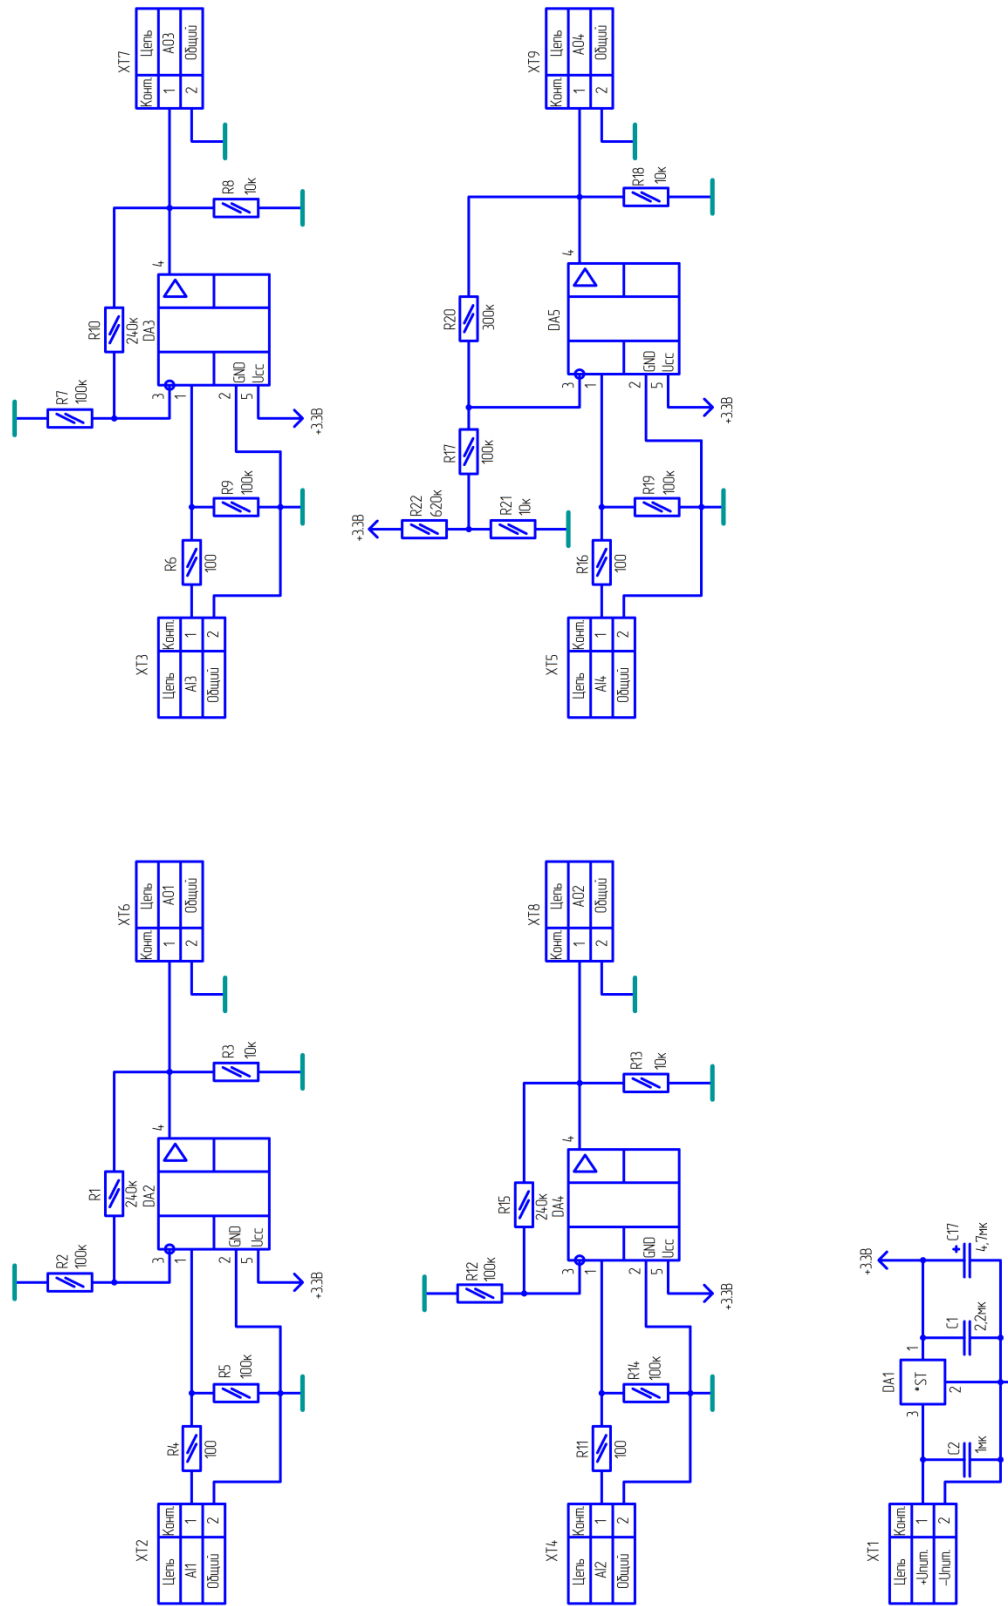 XT2
Цепь Конт.
AI1 1
Общий 2
R4
100
R5
100к
R2
100к
R1
240к
DA2
3
1
2 GND
5 Ucc
4
+3.3В
R3
10к
XT6
Конт. Цепь
1 AO1
2 Общий
XT3
Цепь Конт.
AI3 1
Общий 2
R6
100
R9
100к
R7
100к
R10
240к
DA3
3
1
2 GND
5 Ucc
4
+3.3В
R8
10к
XT7
Конт. Цепь
1 AO3
2 Общий
XT4
Цепь Конт.
AI2 1
Общий 2
R11
100
R14
100к
R12
100к
R15
240к
DA4
3
1
2 GND
5 Ucc
4
+3.3В
R13
10к
XT8
Конт. Цепь
1 AO2
2 Общий
XT5
Цепь Конт.
AI4 1
Общий 2
R16
100
R19
100к
+3.3В
R22
620к
R21
10к
R17
100к
R20
300к
DA5
3
1
2 GND
5 Ucc
4
+3.3В
R18
10к
XT9
Конт. Цепь
1 AO4
2 Общий
XT1
Цепь Конт.
+Uпит. 1
-Uпит. 2
C2
1мк
DA1
3 *ST 1
2
C1
2,2мк
+3.3В
+ C17
4,7мк